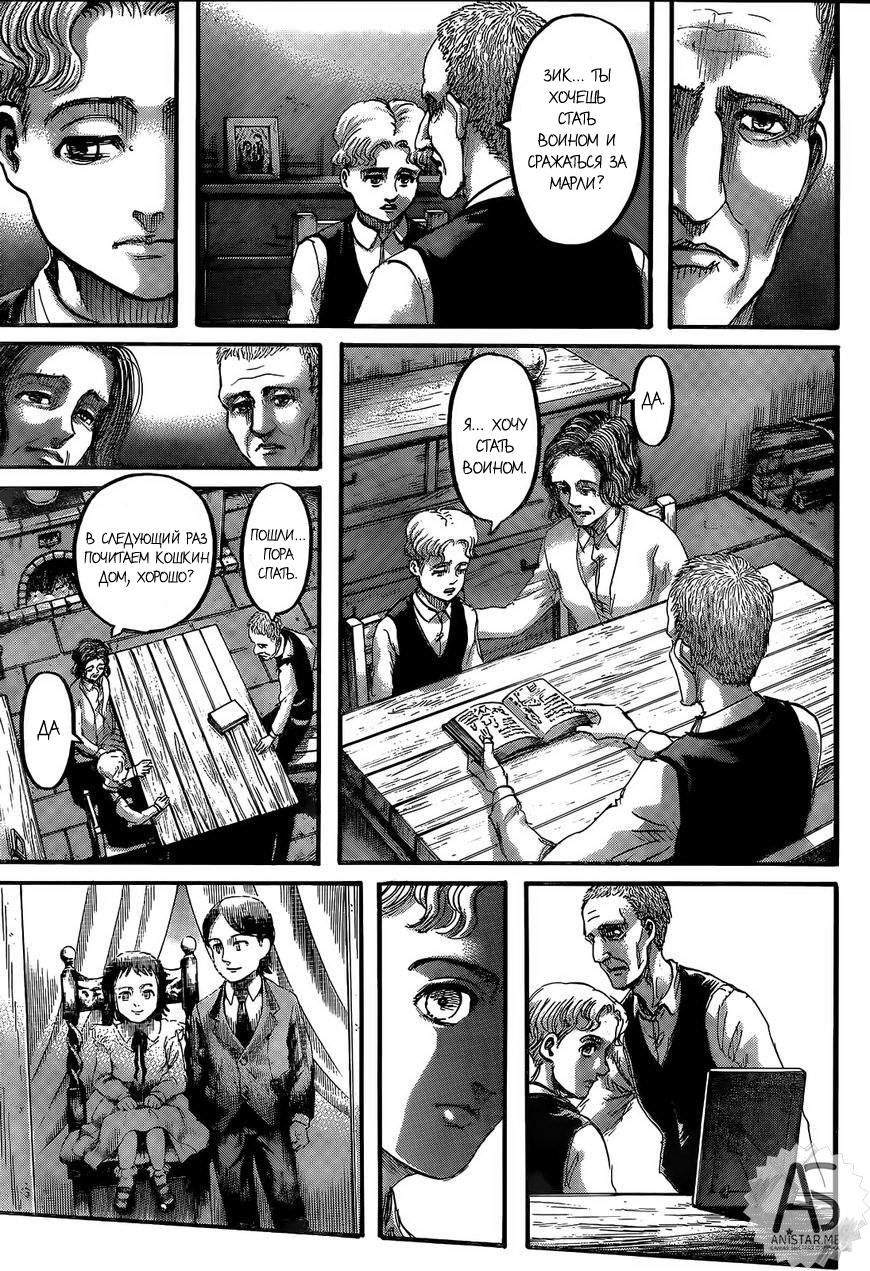 ЗИК... ТЫ
ХОЧЕШЬ
СТАТЬ
ВОИНОМ И
СРАЖАТЬСЯ ЗА
МАРЛИ?
ДА.
Я... ХОЧУ
СТАТЬ
ВОИНОМ.
ПОШЛИ...
ПОРА
СПАТЬ.
В СЛЕДУЮЩИЙ РАЗ
ПОЧИТАЕМ КОШКИН
ДОМ, ХОРОШО?
ДА
AS
ANISTAR.ME